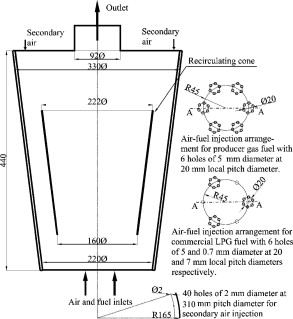 Outlet
Secondary
air
Secondary
air
92Ø
330Ø
Recirculating cone
222Ø
R45
Ø20
A
A
Air-fuel injection arrange-
ment for producer gas fuel with
6 holes of 5 mm diameter at
20 mm local pitch diameter.
440
Ø20
R45
A
A
Air-fuel injection arrangement for
commercial LPG fuel with 6 holes
of 5 and 0.7 mm diameter at 20
and 7 mm local pitch diameters
respectively.
160Ø
220Ø
Air and fuel inlets
Ø2
R165
40 holes of 2 mm diameter at
310 mm pitch diameter for
secondary air injection